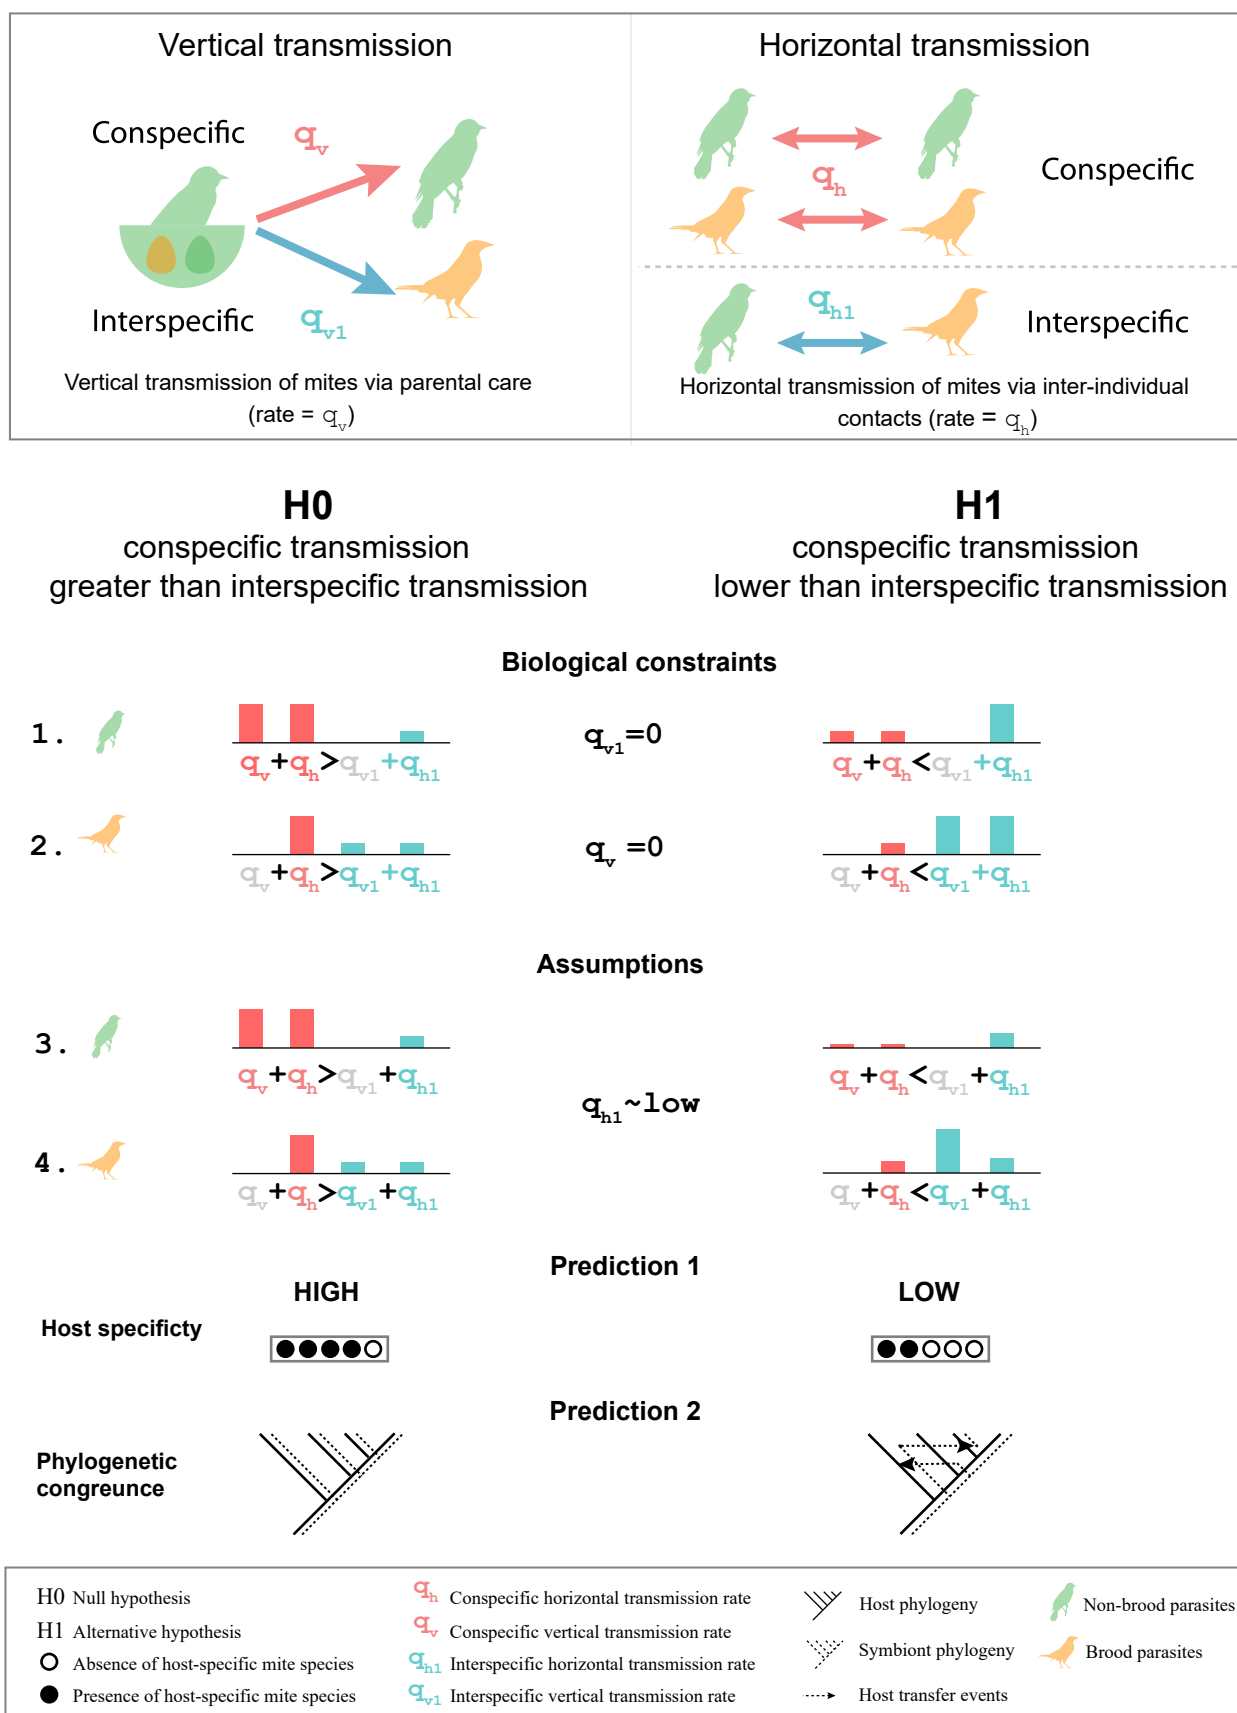 Vertical transmission
Conspecific
qv
Interspecific
qv1
Vertical transmission of mites via parental care
(rate = qv)
Horizontal transmission
qh
Conspecific
qh1
Interspecific
Horizontal transmission of mites via inter-individual
contacts (rate = qh)
H0
conspecific transmission
greater than interspecific transmission
H1
conspecific transmission
lower than interspecific transmission
Biological constraints
1.
qv+qh>qv1+qh1
qv1=0
qv+qh<qv1+qh1
2.
qv+qh>qv1+qh1
qv =0
qv+qh<qv1+qh1
Assumptions
3.
qv+qh>qv1+qh1
qh1~low
qv+qh<qv1+qh1
4.
qv+qh>qv1+qh1
qv+qh<qv1+qh1
Prediction 1
HIGH
LOW
Host specificty
Prediction 2
Phylogenetic
congreunce
H0 Null hypothesis
H1 Alternative hypothesis
Absence of host-specific mite species
Presence of host-specific mite species
qh Conspecific horizontal transmission rate
qv Conspecific vertical transmission rate
qh1 Interspecific horizontal transmission rate
qv1 Interspecific vertical transmission rate
Host phylogeny
Symbiont phylogeny
Host transfer events
Non-brood parasites
Brood parasites